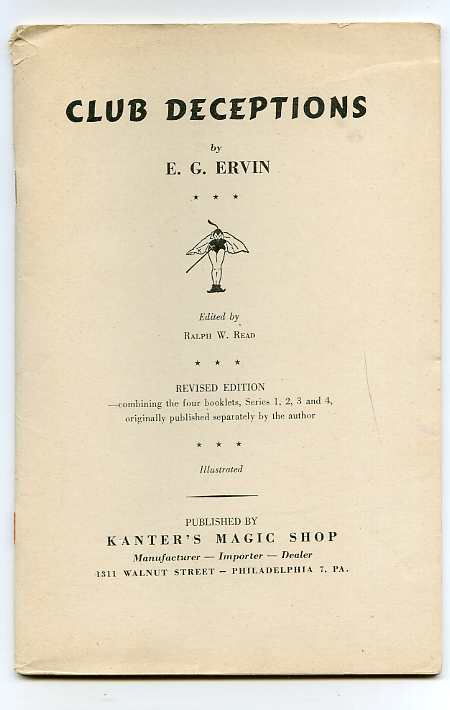 CLUB DECEPTIONS
by
E. G. ERVIN
★ ★ ★
Edited by
RALPH W. READ
★ ★ ★
REVISED EDITION
—combining the four booklets, Series 1, 2, 3 and 4,
originally published separately by the author
★ ★ ★
Illustrated
PUBLISHED BY
KANTER'S MAGIC SHOP
Manufacturer — Importer — Dealer
1311 WALNUT STREET — PHILADELPHIA 7, PA.